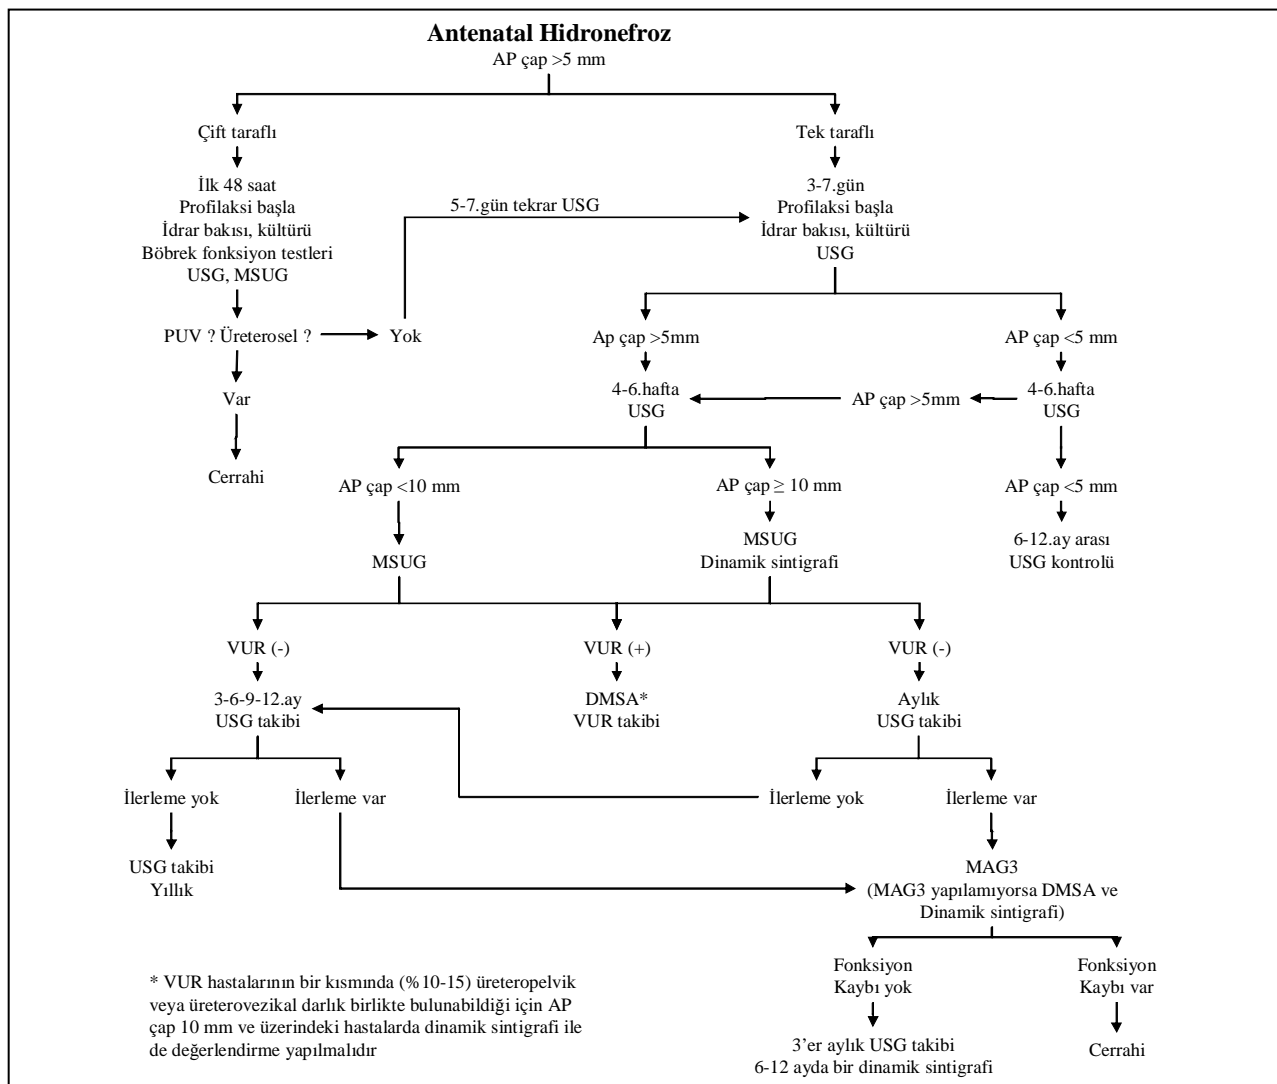 Antenatal Hidronefroz
AP çap >5 mm
Çift taraflı
Tek taraflı
İlk 48 saat
Profilaksi başla
İdrar bakısı, kültürü
Böbrek fonksiyon testleri
USG, MSUG
5-7.gün tekrar USG
3-7.gün
Profilaksi başla
İdrar bakısı, kültürü
USG
PUV ? Üreterosel ?
Yok
Var
Cerrahi
Ap çap >5mm
AP çap <5 mm
4-6.hafta
USG
AP çap >5mm
4-6.hafta
USG
AP çap <10 mm
AP çap ≥ 10 mm
AP çap <5 mm
MSUG
MSUG
Dinamik sintigrafi
6-12.ay arası
USG kontrolü
VUR (-)
VUR (+)
VUR (-)
3-6-9-12.ay
USG takibi
DMSA*
VUR takibi
Aylık
USG takibi
İlerleme yok
İlerleme var
İlerleme yok
İlerleme var
USG takibi
Yıllık
MAG3
(MAG3 yapılamıyorsa DMSA ve
Dinamik sintigrafi)
Fonksiyon
Kaybı yok
Fonksiyon
Kaybı var
3’er aylık USG takibi
6-12 ayda bir dinamik sintigrafi
Cerrahi
* VUR hastalarının bir kısmında (%10-15) üreteropelvik
veya üreterovezikal darlık birlikte bulunabildiği için AP
çap 10 mm ve üzerindeki hastalarda dinamik sintigrafi ile
de değerlendirme yapılmalıdır